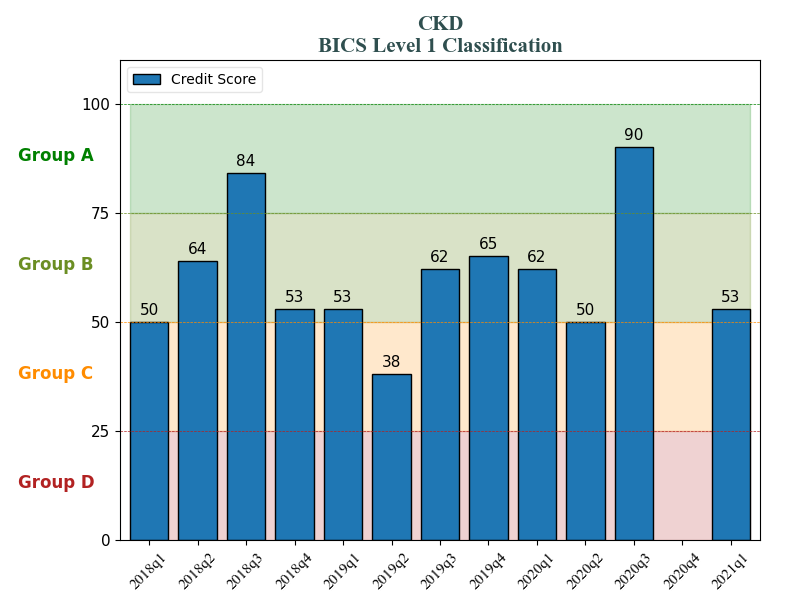 CKD
BICS Level 1 Classification
Credit Score
100
75
50
25
0
Group A
Group B
Group C
Group D
50
64
84
53
53
38
62
65
62
50
90
53
2018q1
2018q2
2018q3
2018q4
2019q1
2019q2
2019q3
2019q4
2020q1
2020q2
2020q3
2020q4
2021q1